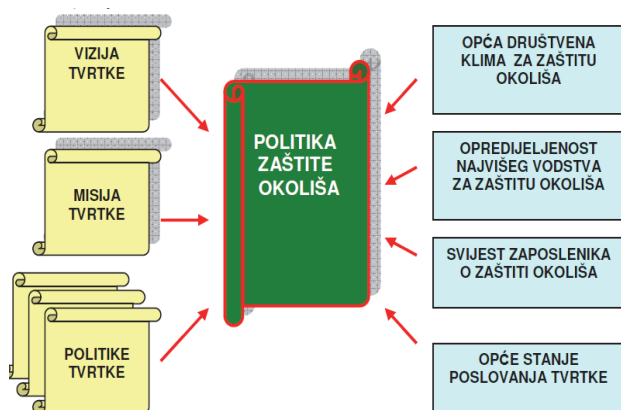 VIZIJA
TVRTKE
MISIJA
TVRTKE
POLITIKE
TVRTKE
POLITIKA
ZAŠTITE
OKOLIŠA
OPĆA DRUŠTVENA
KLIMA ZA ZAŠTITU
OKOLIŠA
OPREDIJELJENOST
NAJVIŠEG VODSTVA
ZA ZAŠTITU OKOLIŠA
SVIJEST ZAPOSLENIKA
O ZAŠTITI OKOLIŠA
OPĆE STANJE
POSLOVANJA TVRTKE